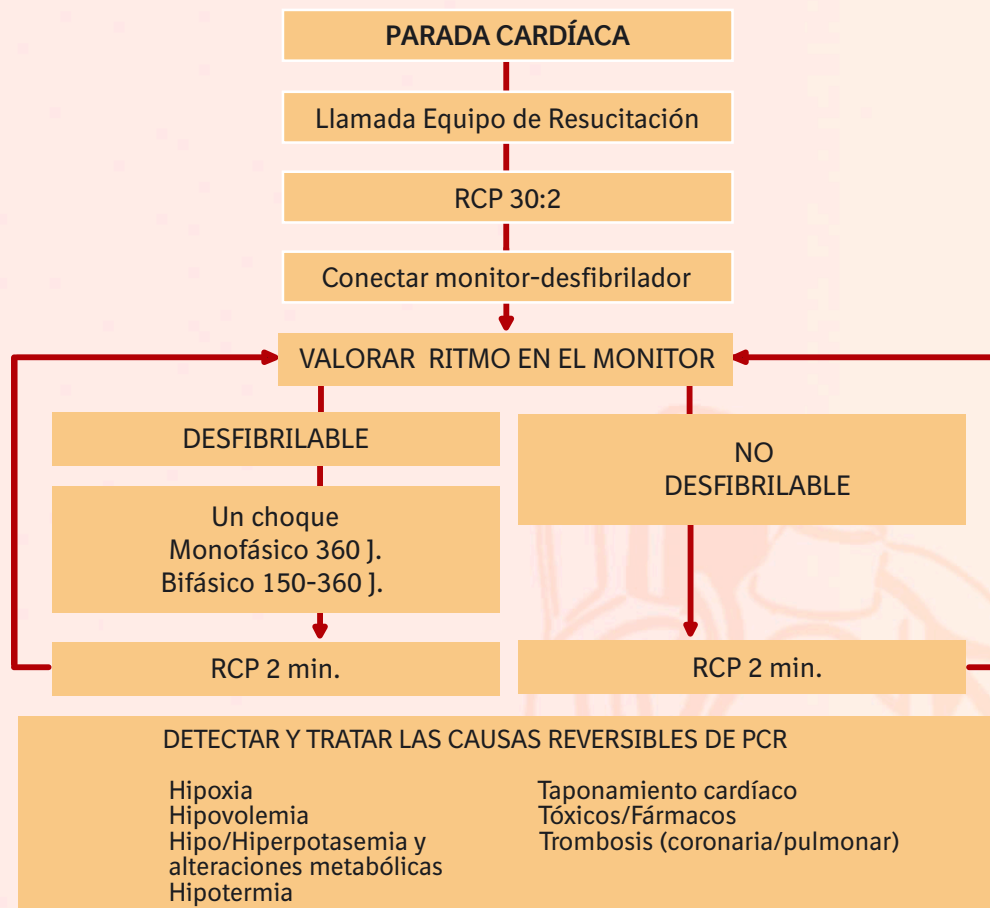 PARADA CARDÍACA
Llamada Equipo de Resucitación
RCP 30:2
Conectar monitor-desfibrilador
VALORAR RITMO EN EL MONITOR
DESFIBRILABLE
Un choque
Monofásico 360 J.
Bifásico 150-360 J.
RCP 2 min.
NO
DESFIBRILABLE
RCP 2 min.
DETECTAR Y TRATAR LAS CAUSAS REVERSIBLES DE PCR
Hipoxia
Hipovolemia
Hipo/Hiperpotasemia y
alteraciones metabólicas
Hipotermia
Taponamiento cardíaco
Tóxicos/Fármacos
Trombosis (coronaria/pulmonar)